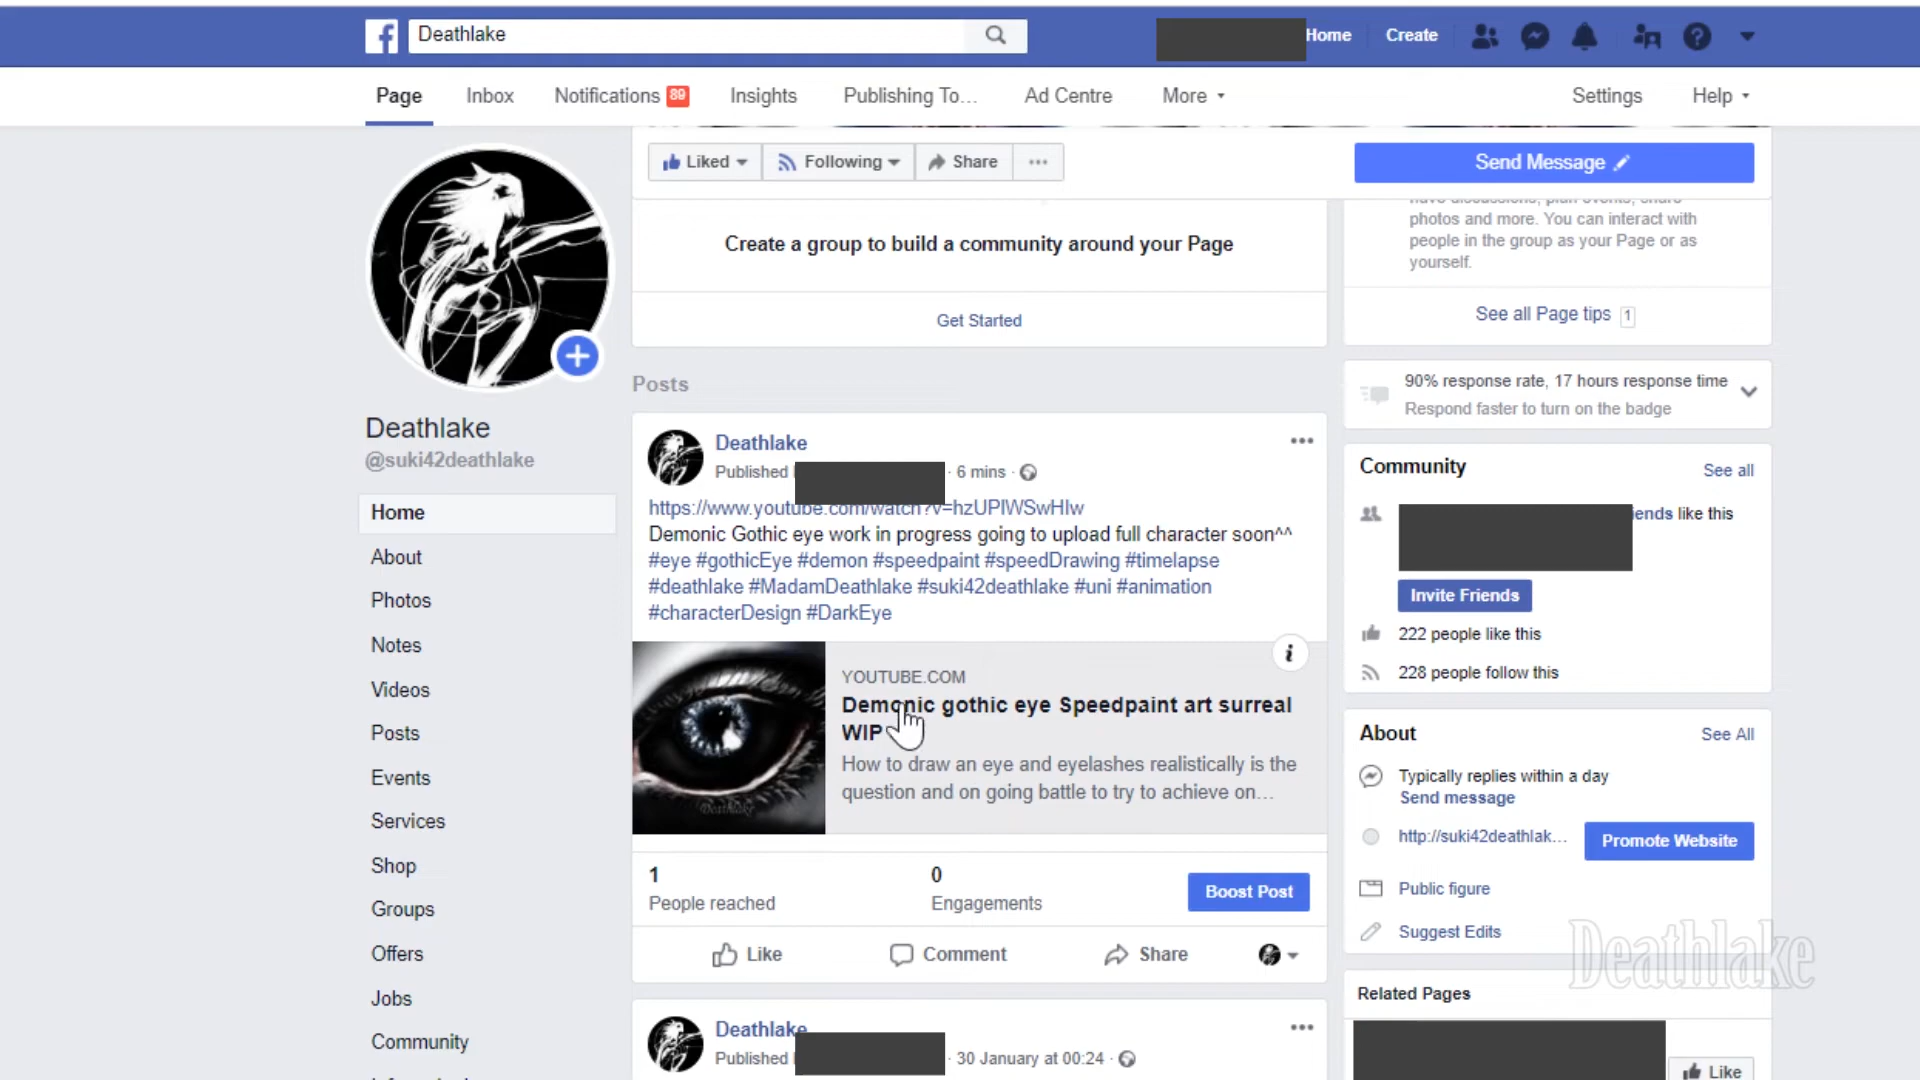 Deathlake
Home
Create
Page
Inbox
Notifications 89
Insights
Publishing To…
Ad Centre
More
Settings
Help
Liked
Following
Share
Send Message
Create a group to build a community around your Page
Get Started
photos and more. You can interact with
people in the group as your Page or as
yourself.
See all Page tips 1
90% response rate, 17 hours response time
Respond faster to turn on the badge
Deathlake
@suki42deathlake
Home
About
Photos
Notes
Videos
Posts
Events
Services
Shop
Groups
Offers
Jobs
Community
Posts
Deathlake
Published
· 6 mins ·
https://www.youtube.com/watch?v=hzUPIWSwHIw
Demonic Gothic eye work in progress going to upload full character soon^^
#eye #gothicEye #demon #speedpaint #speedDrawing #timelapse
#deathlake #MadamDeathlake #suki42deathlake #uni #animation
#characterDesign #DarkEye
Deathlake
YOUTUBE.COM
Demonic gothic eye Speedpaint art surreal
WIP
How to draw an eye and eyelashes realistically is the
question and on going battle to try to achieve on…
1
People reached
0
Engagements
Boost Post
Like
Comment
Share
Deathlake
Published
· 30 January at 00:24 ·
Community
See all
like this
Invite Friends
222 people like this
228 people follow this
About
See All
Typically replies within a day
Send message
http://suki42deathlak…
Promote Website
Public figure
Suggest Edits
Deathlake
Related Pages
Like